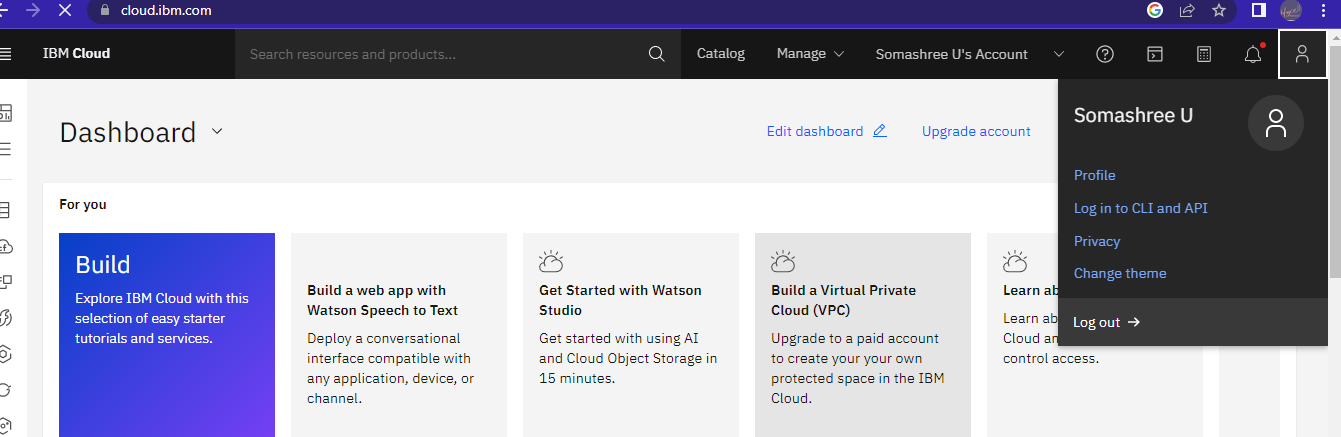 cloud.ibm.com
IBM Cloud
Search resources and products...
Catalog
Manage
Somashree U's Account
Dashboard
Edit dashboard
Upgrade account
Somashree U
Profile
Log in to CLI and API
Privacy
Change theme
Log out
For you
Build
Explore IBM Cloud with this
selection of easy starter
tutorials and services.
Build a web app with
Watson Speech to Text
Deploy a conversational
interface compatible with
any application, device, or
channel.
Get Started with Watson
Studio
Get started with using AI
and Cloud Object Storage in
15 minutes.
Build a Virtual Private
Cloud (VPC)
Upgrade to a paid account
to create your your own
protected space in the IBM
Cloud.
Learn ab
Learn ab
Cloud an
control access.